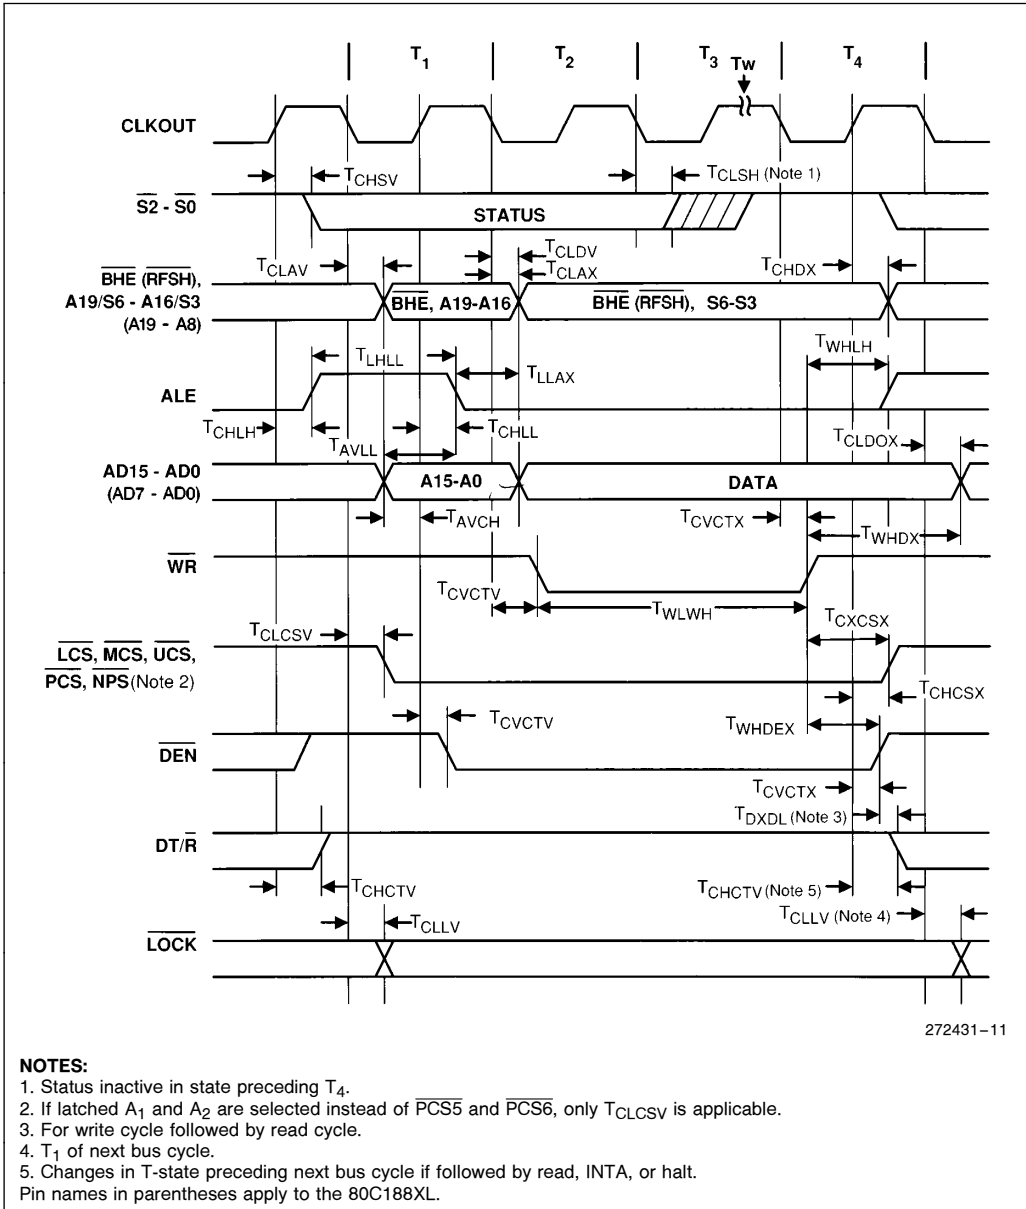 T1 T2 T3 Tw T4
CLKOUT
TCHSV TCLSH (Note 1)
S2 - S0 STATUS
TCLDV
TCLAV TCLAX TCHDX
BHE (RFSH),
A19/S6 - A16/S3 BHE, A19-A16 BHE (RFSH), S6-S3
(A19 - A8)
TLHLL TWHLH
TLLAX
ALE
TCHLH TCHLL
TAVLL TCLDOX
AD15 - AD0 A15-A0 DATA
(AD7 - AD0)
TAVCH TCVCTX
TWHDX
WR
TCVCTV TWLWH TCXCSX
TCLCSV
LCS, MCS, UCS,
PCS, NPS (Note 2)
TCHCSX
TCVCTV TWHDEX
DEN
TCVCTX
TDXDL (Note 3)
DT/R
TCHCTV TCHCTV (Note 5)
TCLLV TCLLV (Note 4)
LOCK
272431-11
NOTES:
1. Status inactive in state preceding T4.
2. If latched A1 and A2 are selected instead of PCS5 and PCS6, only TCLCSV is applicable.
3. For write cycle followed by read cycle.
4. T1 of next bus cycle.
5. Changes in T-state preceding next bus cycle if followed by read, INTA, or halt.
Pin names in parentheses apply to the 80C188XL.